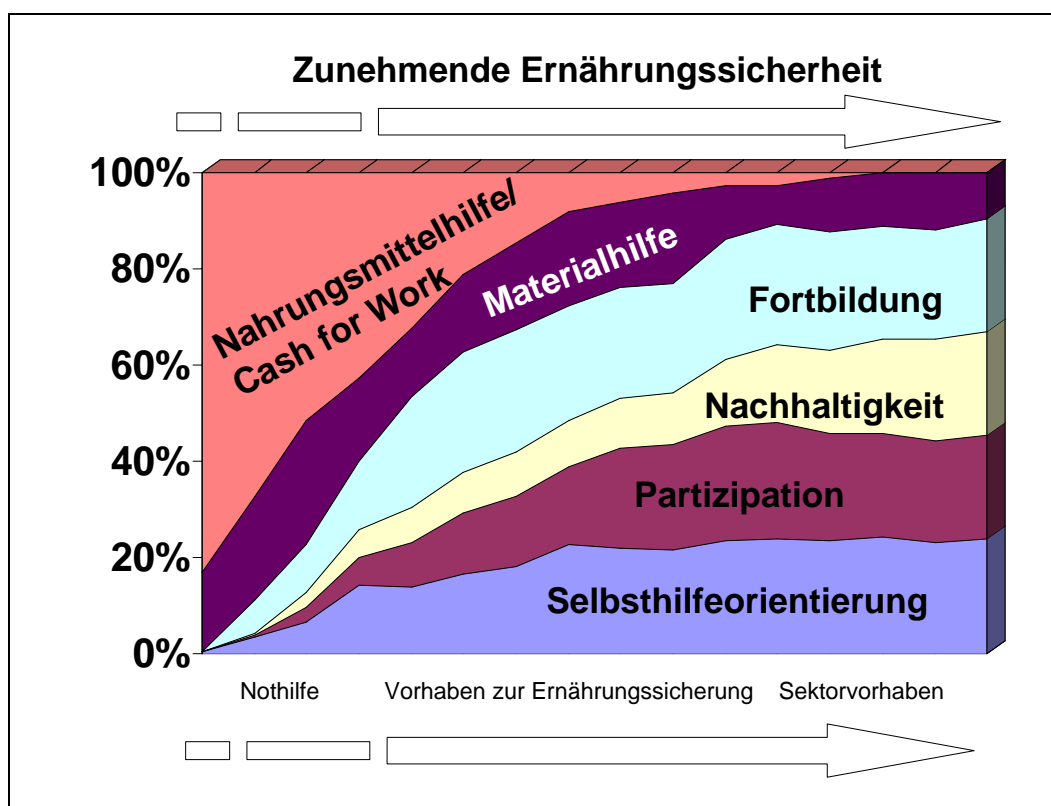 Zunehmende Ernährungssicherheit
100%
80%
60%
40%
20%
0%
Nahrungsmittelhilfe/
Cash for Work
Materialhilfe
Fortbildung
Nachhaltigkeit
Partizipation
Selbsthilfeorientierung
Nothilfe
Vorhaben zur Ernährungssicherung
Sektorvorhaben